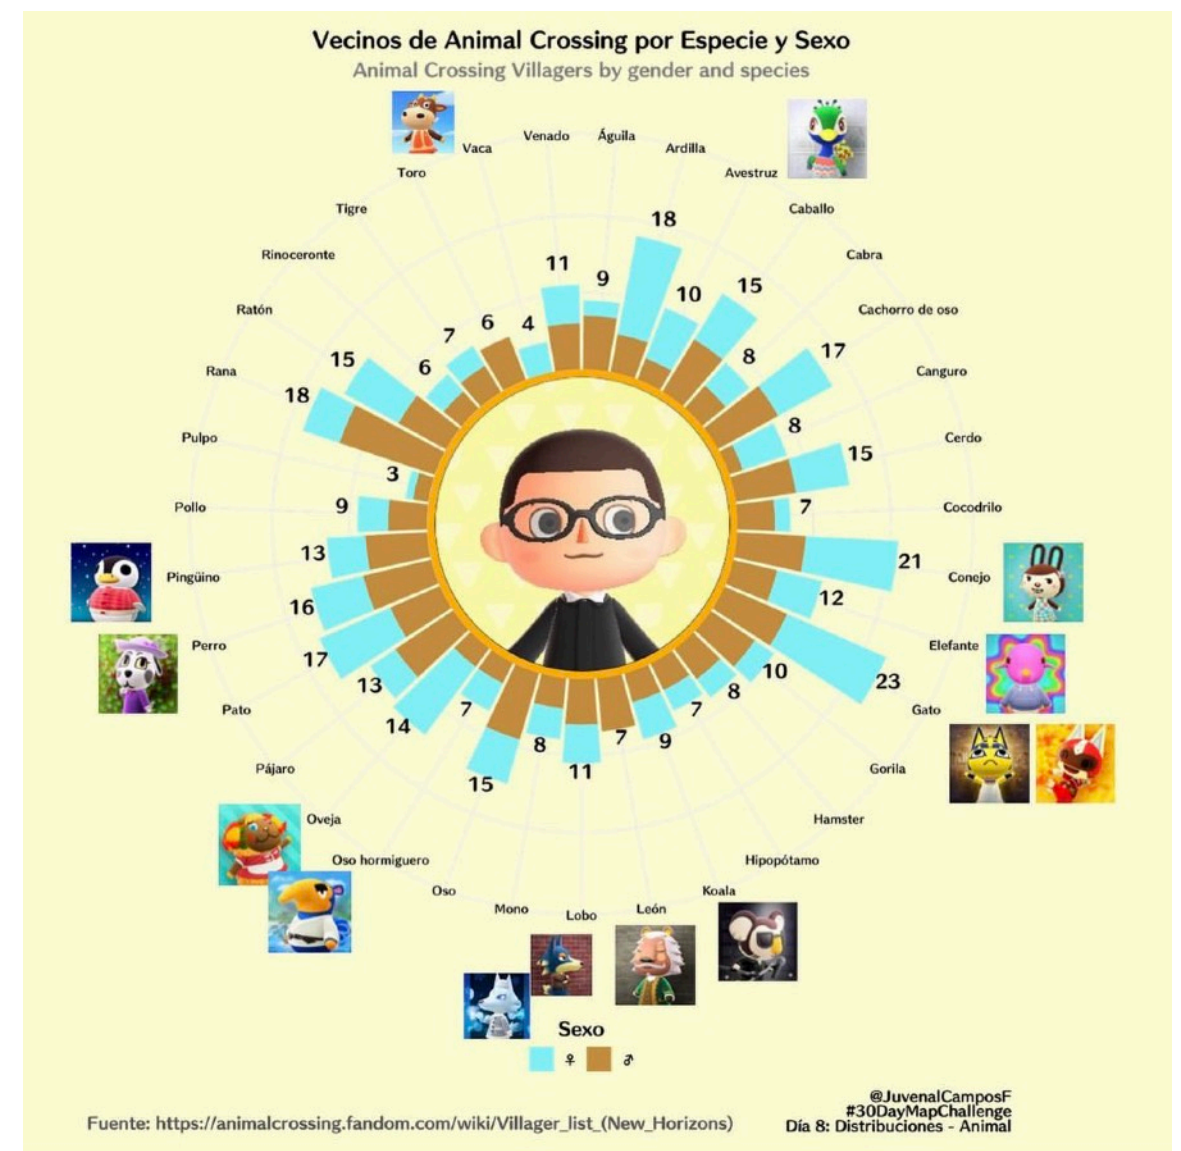 Vecinos de Animal Crossing por Especie y Sexo
Animal Crossing Villagers by gender and species
Venado
Águila
Ardilla
Avestruz
Caballo
Cabra
Cachorro de oso
Canguro
Cerdo
Cocodrilo
Conejo
Elefante
Gato
Gorila
Hamster
Hipopótamo
Koala
León
Lobo
Mono
Oso
Oso hormiguero
Oveja
Pájaro
Pato
Perro
Pingüino
Pollo
Pulpo
Rana
Ratón
Rinoceronte
Tigre
Toro
Vaca
11
9
18
10
15
8
17
8
15
7
21
12
23
10
8
7
9
7
11
8
15
7
14
13
17
16
13
9
3
18
15
6
7
6
4
Sexo
♀ ♂
Fuente: https://animalcrossing.fandom.com/wiki/Villager_list_(New_Horizons)
@JuvenalCamposF
#30DayMapChallenge
Día 8: Distribuciones - Animal